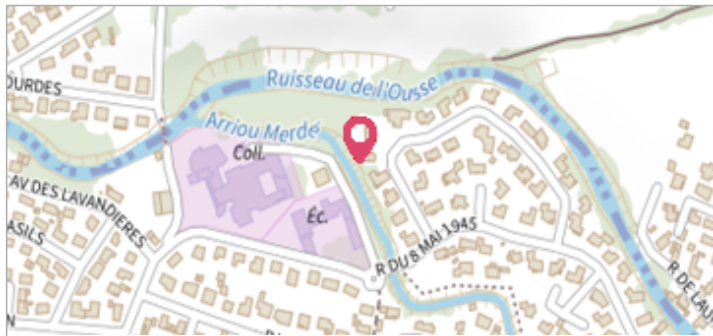 OURDES
Ruisseau de l'Ousse
Arriou Merdé
Coll.
AV DES LAVANDIERES
ASILS
Éc.
R DU 8 MAI 1945
R DE LAU
N